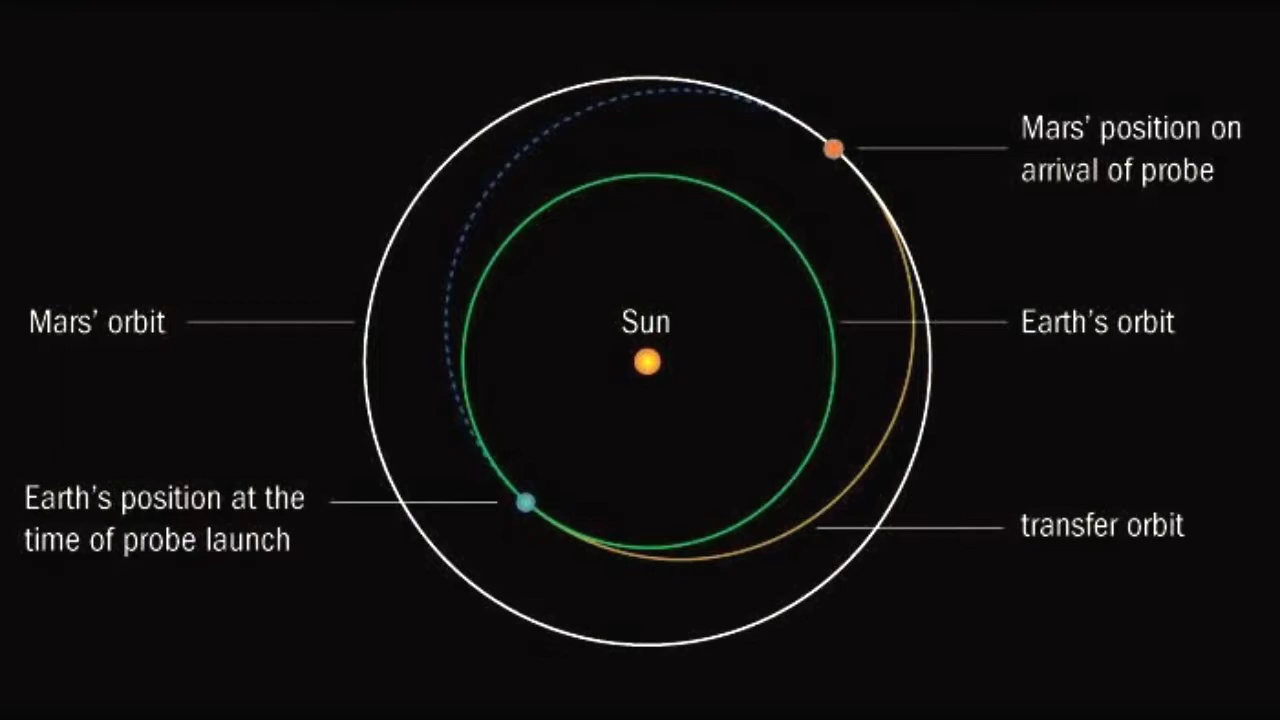 Mars’ position on
arrival of probe
Mars’ orbit
Sun
Earth’s orbit
Earth’s position at the
time of probe launch
transfer orbit